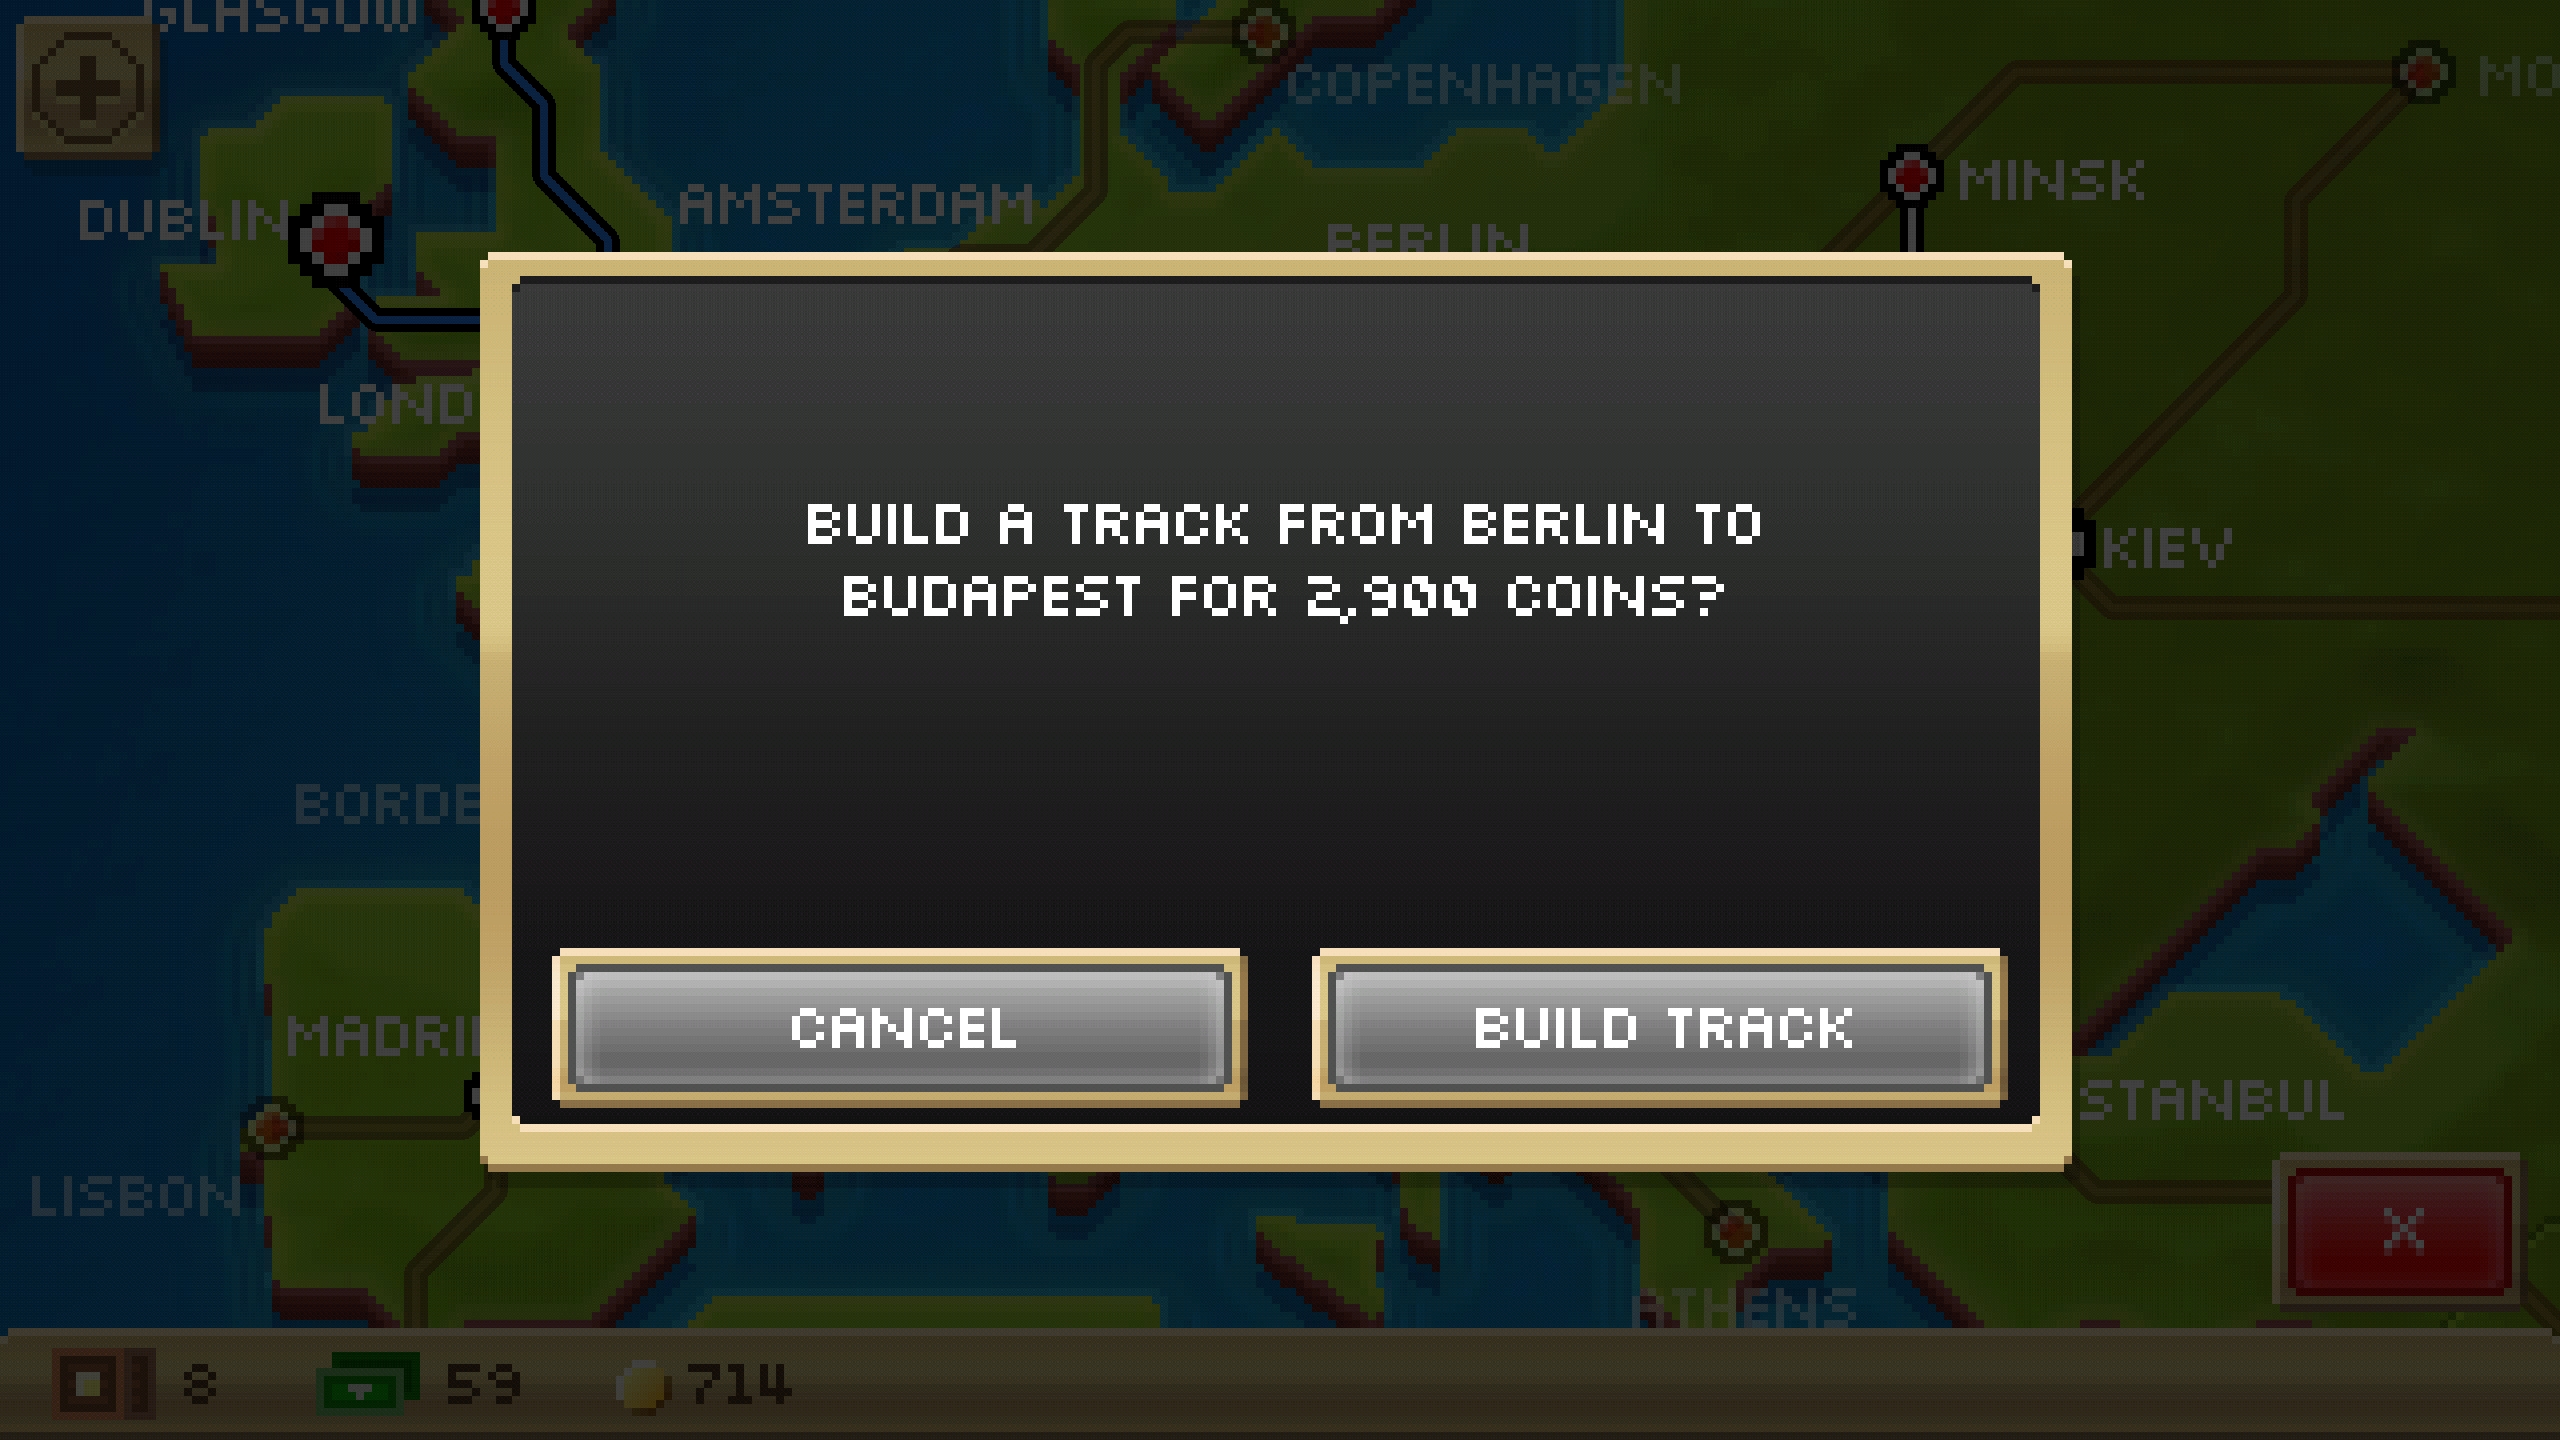 GLASGOW
COPENHAGEN
MO
MINSK
AMSTERDAM
DUBLIN
BERLIN
LOND
BUILD A TRACK FROM BERLIN TO
BUDAPEST FOR 2,900 COINS?
KIEV
BORDE
CANCEL
BUILD TRACK
MADRI
STANBUL
LISBON
X
ATHENS
8
59
714